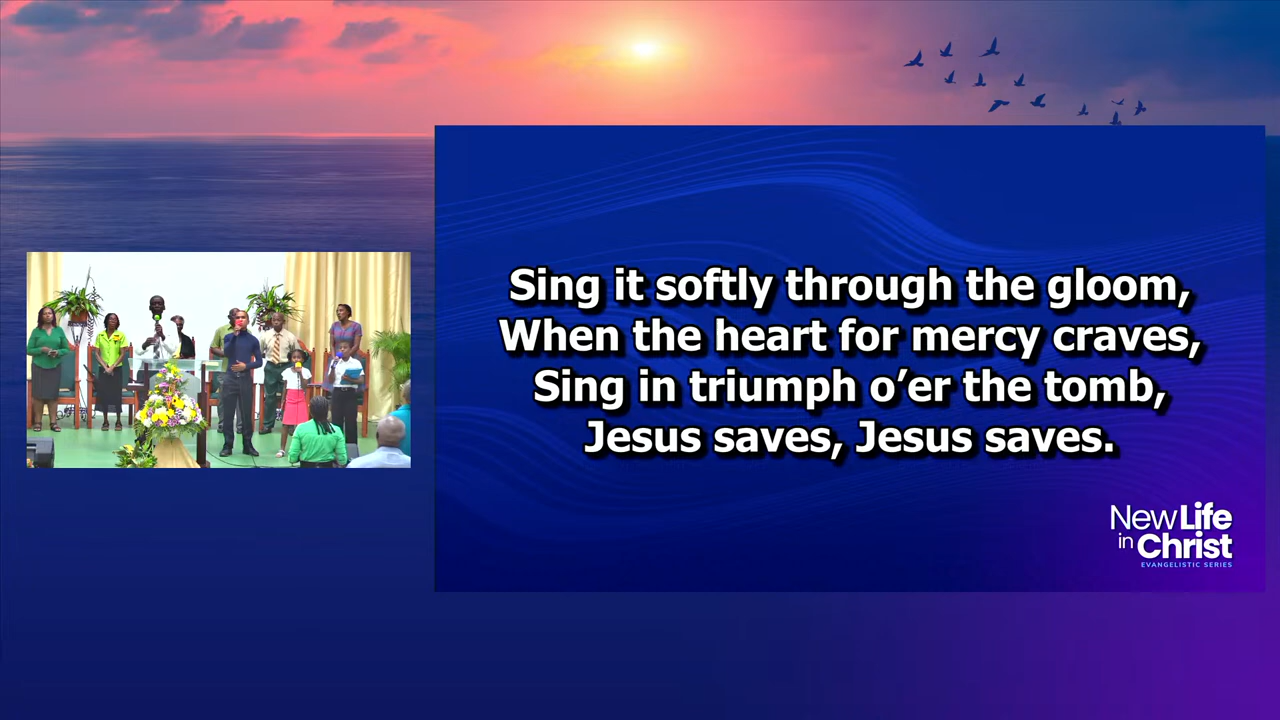 Sing it softly through the gloom,
When the heart for mercy craves,
Sing in triumph o’er the tomb,
Jesus saves, Jesus saves.
New Life
in Christ
EVANGELISTIC SERIES